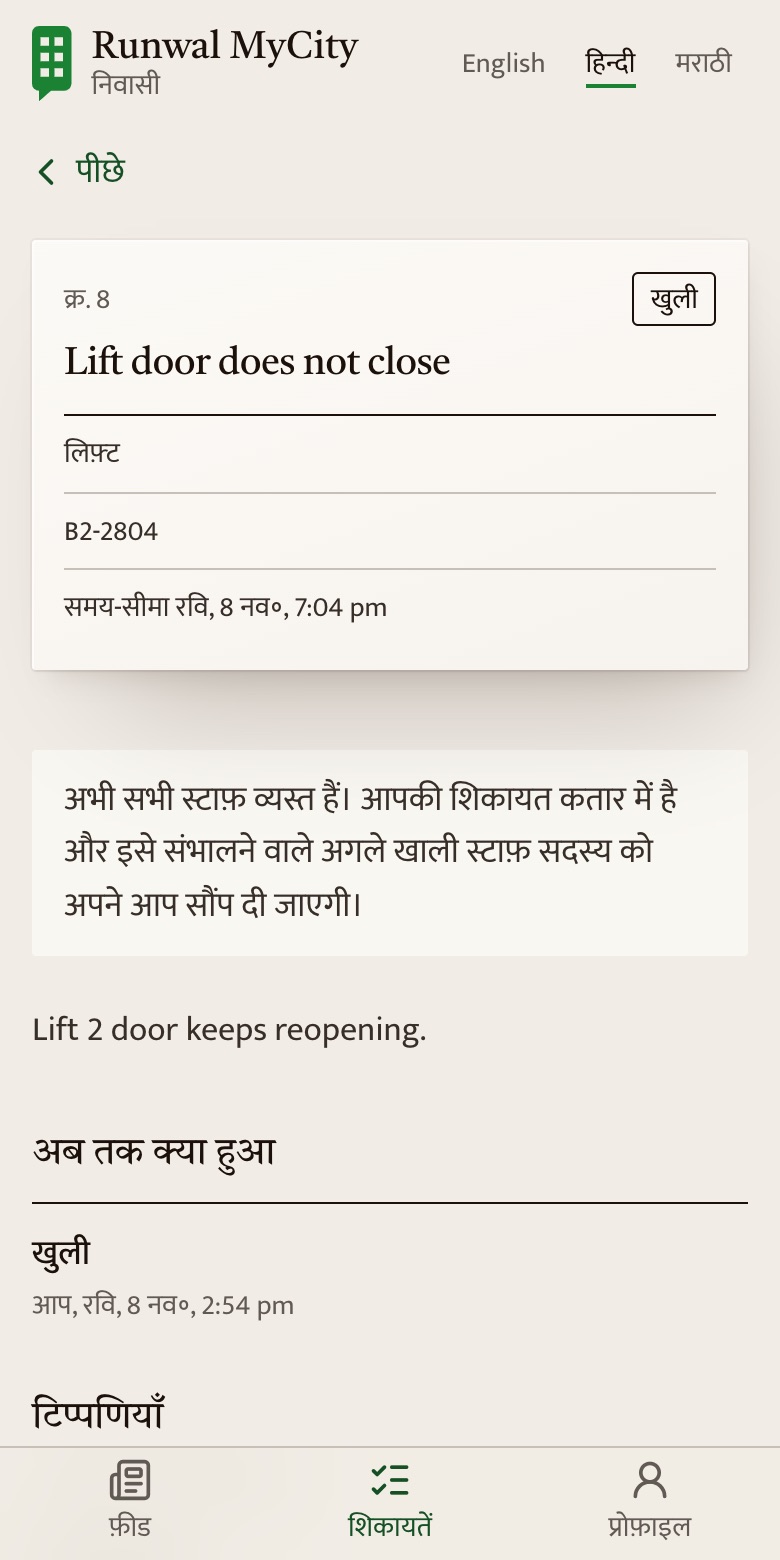 Runwal MyCity
निवासी
English हिन्दी मराठी
पीछे
क्र. 8
खुली
Lift door does not close
लिफ़्ट
B2-2804
समय-सीमा रवि, 8 नव॰, 7:04 pm
अभी सभी स्टाफ़ व्यस्त हैं। आपकी शिकायत कतार में है
और इसे संभालने वाले अगले खाली स्टाफ़ सदस्य को
अपने आप सौंप दी जाएगी।
Lift 2 door keeps reopening.
अब तक क्या हुआ
खुली
आप, रवि, 8 नव॰, 2:54 pm
टिप्पणियाँ
फ़ीड शिकायतें प्रोफ़ाइल